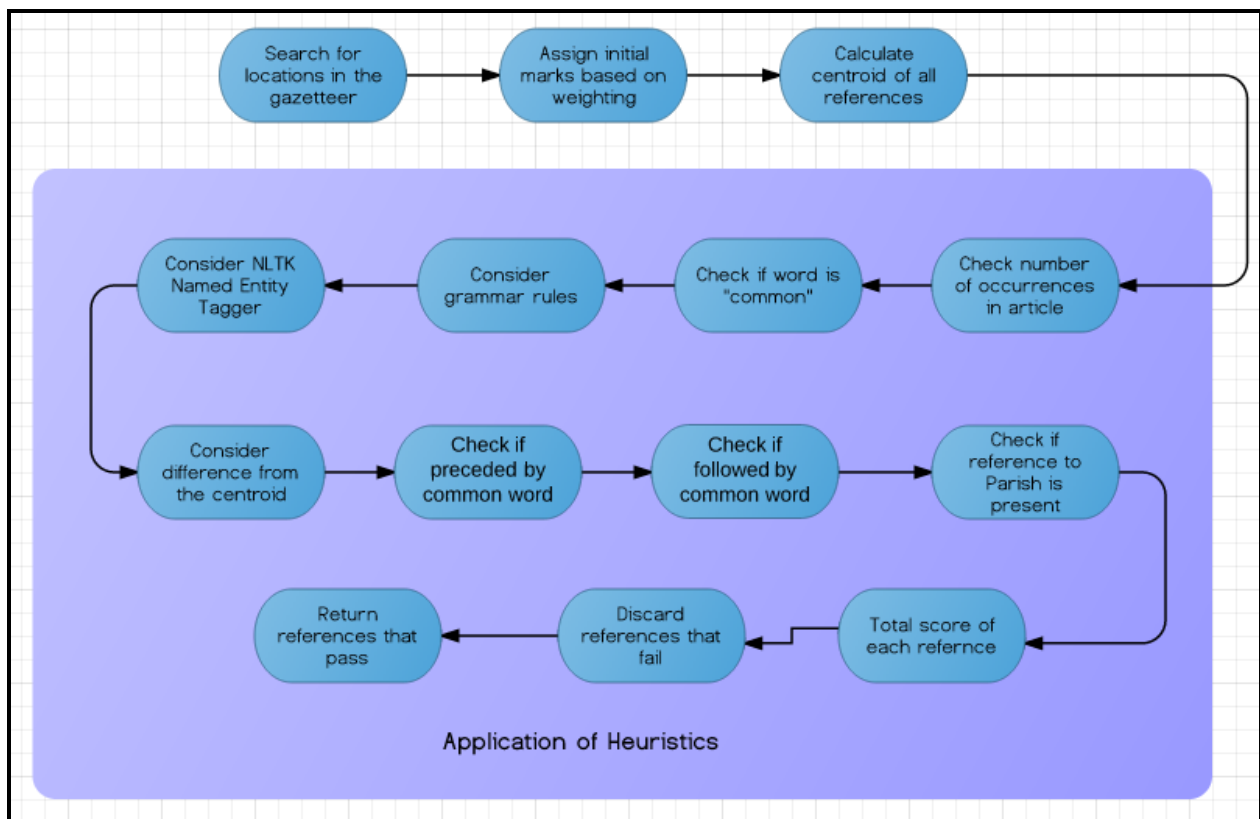 Search for
locations in the
gazetteer
Assign initial
marks based on
weighting
Calculate
centroid of all
references
Check number
of occurrences
in article
Check if word is
"common"
Consider
grammar rules
Consider NLTK
Named Entity
Tagger
Consider
difference from
the centroid
Check if
preceded by
common word
Check if
followed by
common word
Check if
reference to
Parish is
present
Total score of
each refernce
Discard
references that
fail
Return
references that
pass
Application of Heuristics